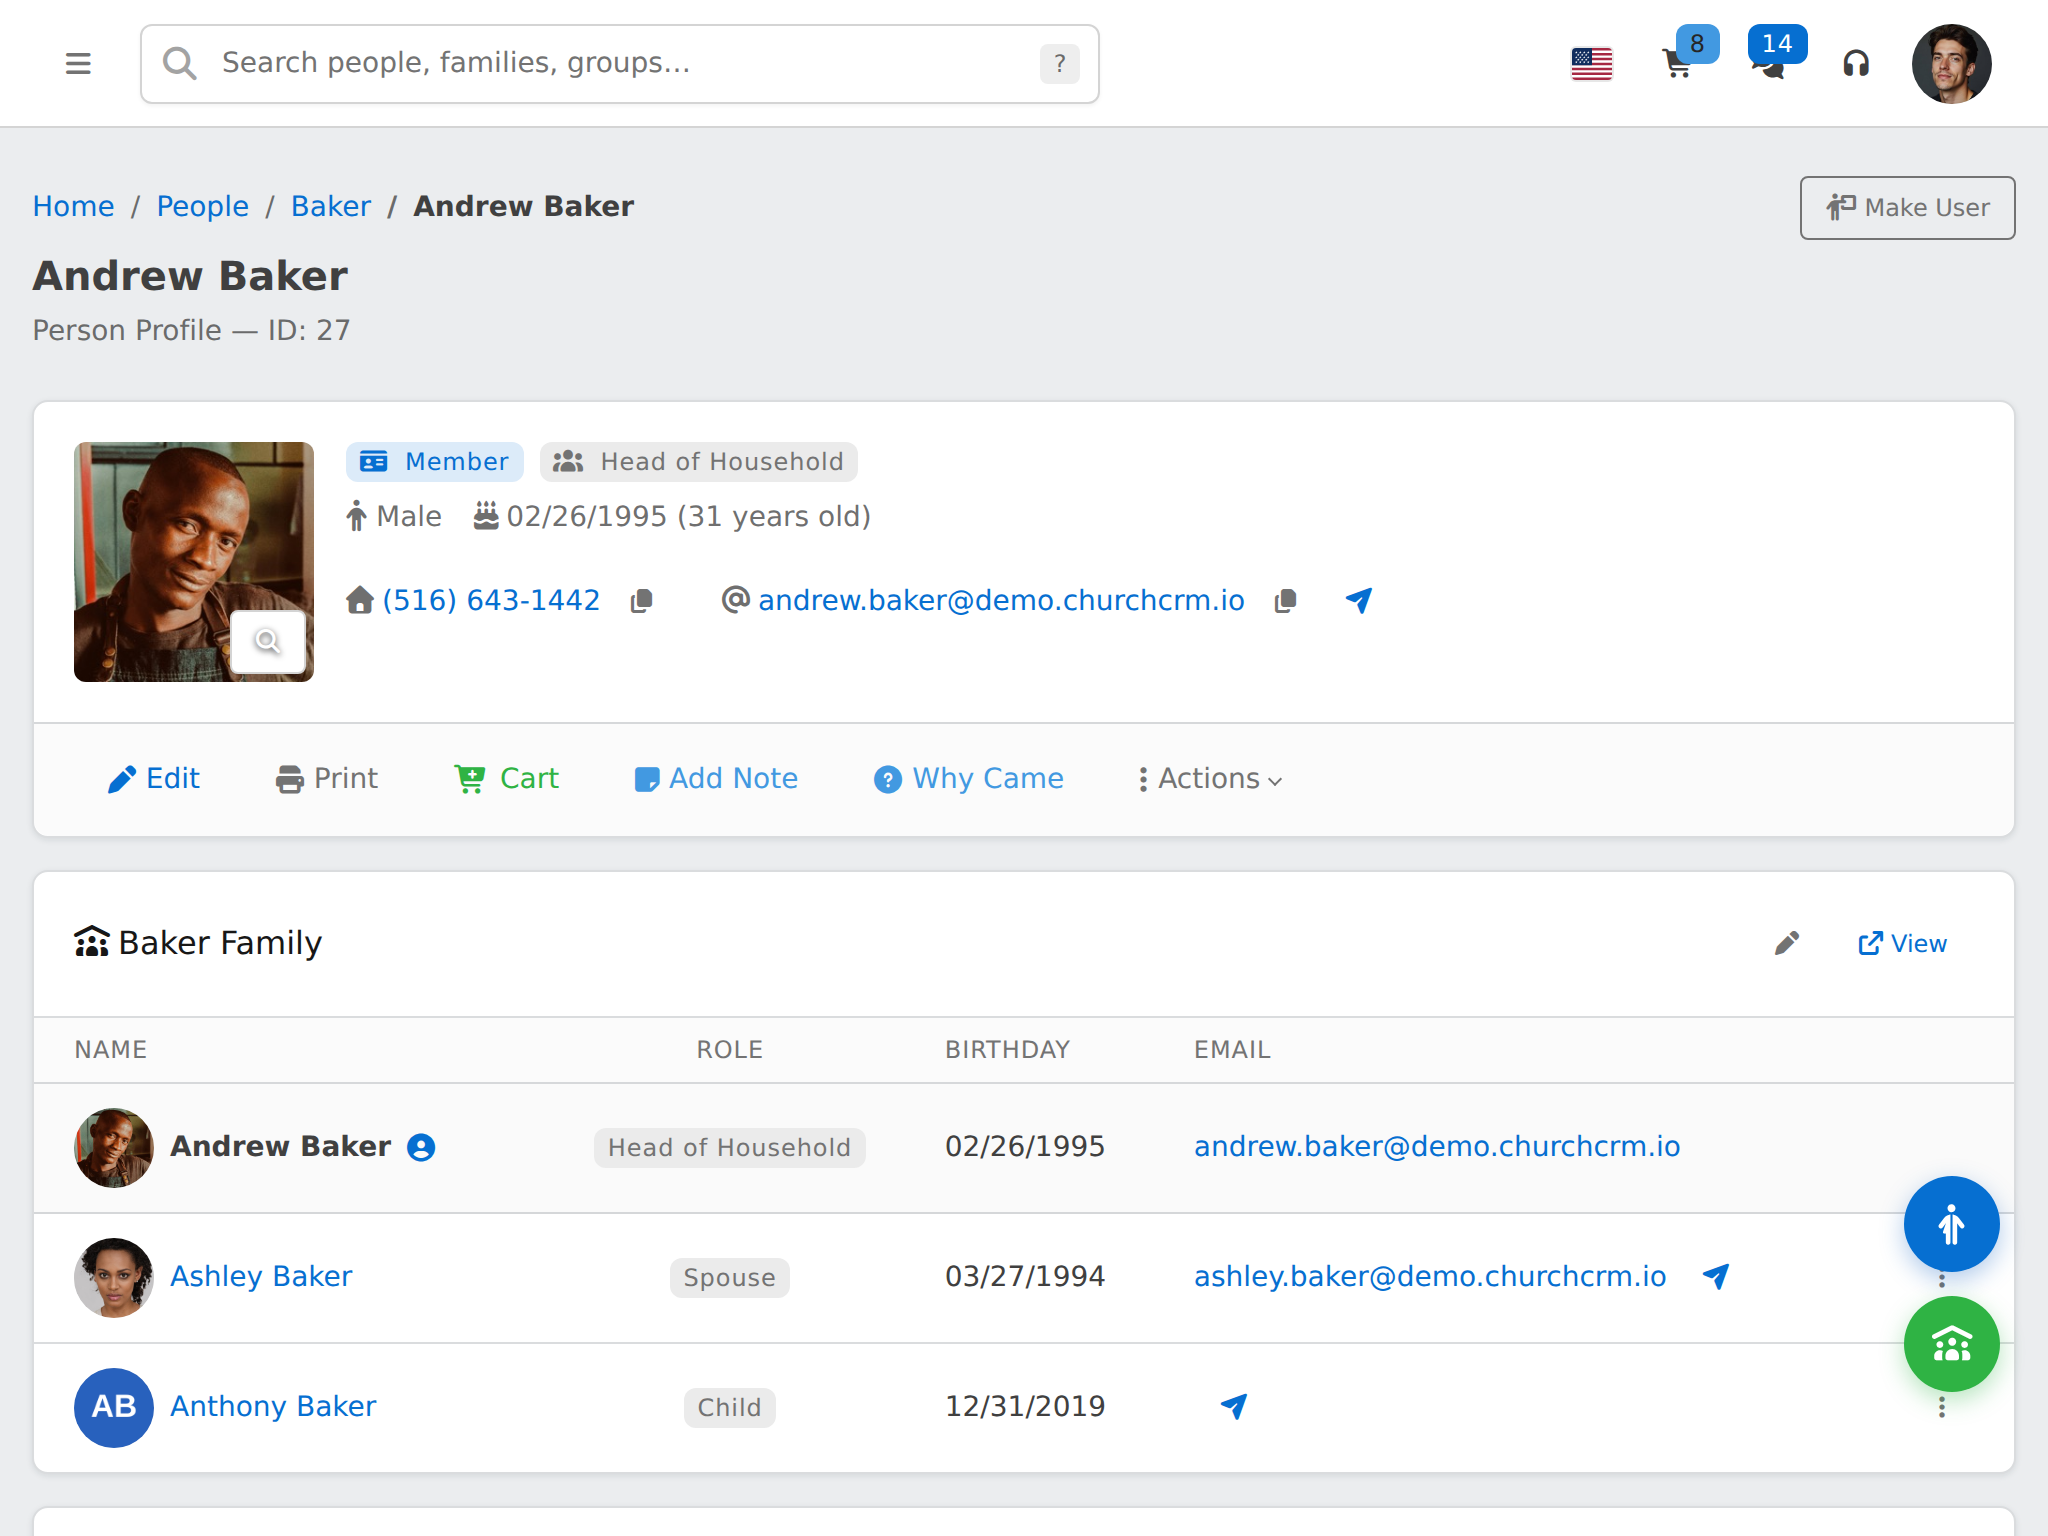 Search people, families, groups...
?
8
14
Home / People / Baker / Andrew Baker
Make User
Andrew Baker
Person Profile — ID: 27
Member
Head of Household
Male
02/26/1995 (31 years old)
(516) 643-1442
andrew.baker@demo.churchcrm.io
Edit
Print
Cart
Add Note
Why Came
Actions
Baker Family
View
NAME ROLE BIRTHDAY EMAIL
Andrew Baker Head of Household 02/26/1995 andrew.baker@demo.churchcrm.io
Ashley Baker Spouse 03/27/1994 ashley.baker@demo.churchcrm.io
AB Anthony Baker Child 12/31/2019